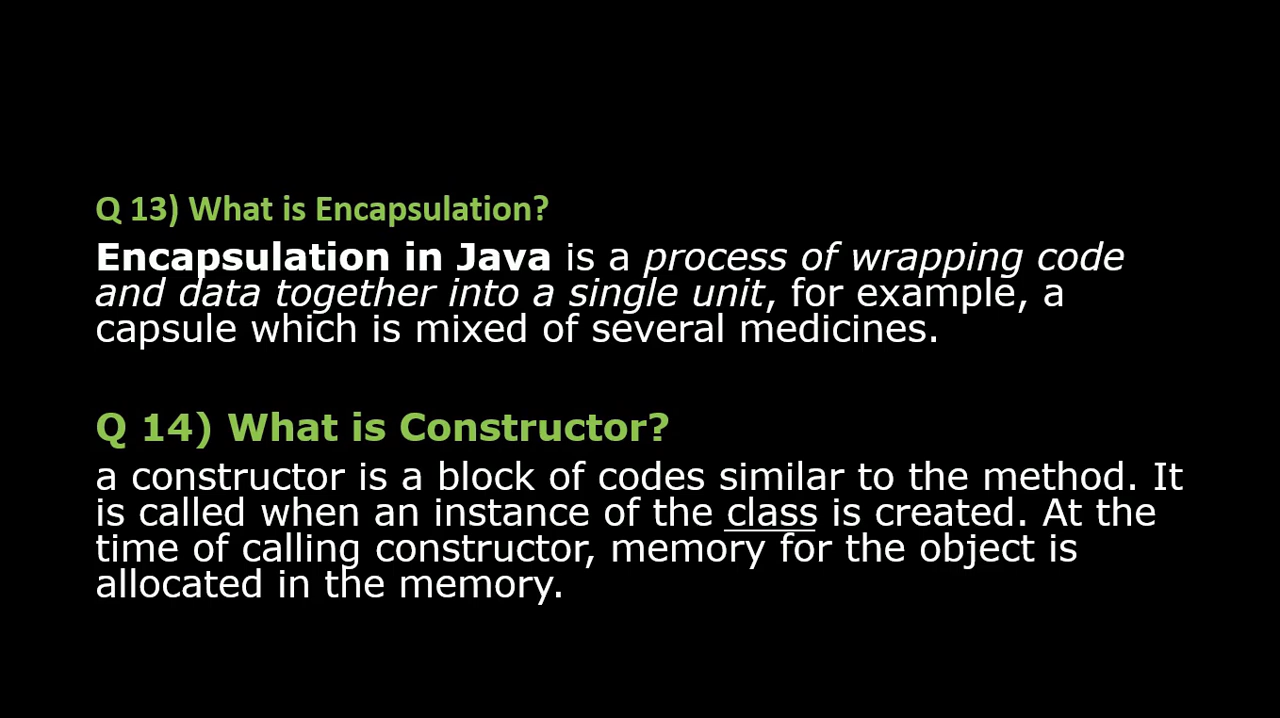 Q 13) What is Encapsulation?
Encapsulation in Java is a process of wrapping code
and data together into a single unit, for example, a
capsule which is mixed of several medicines.
Q 14) What is Constructor?
a constructor is a block of codes similar to the method. It
is called when an instance of the class is created. At the
time of calling constructor, memory for the object is
allocated in the memory.